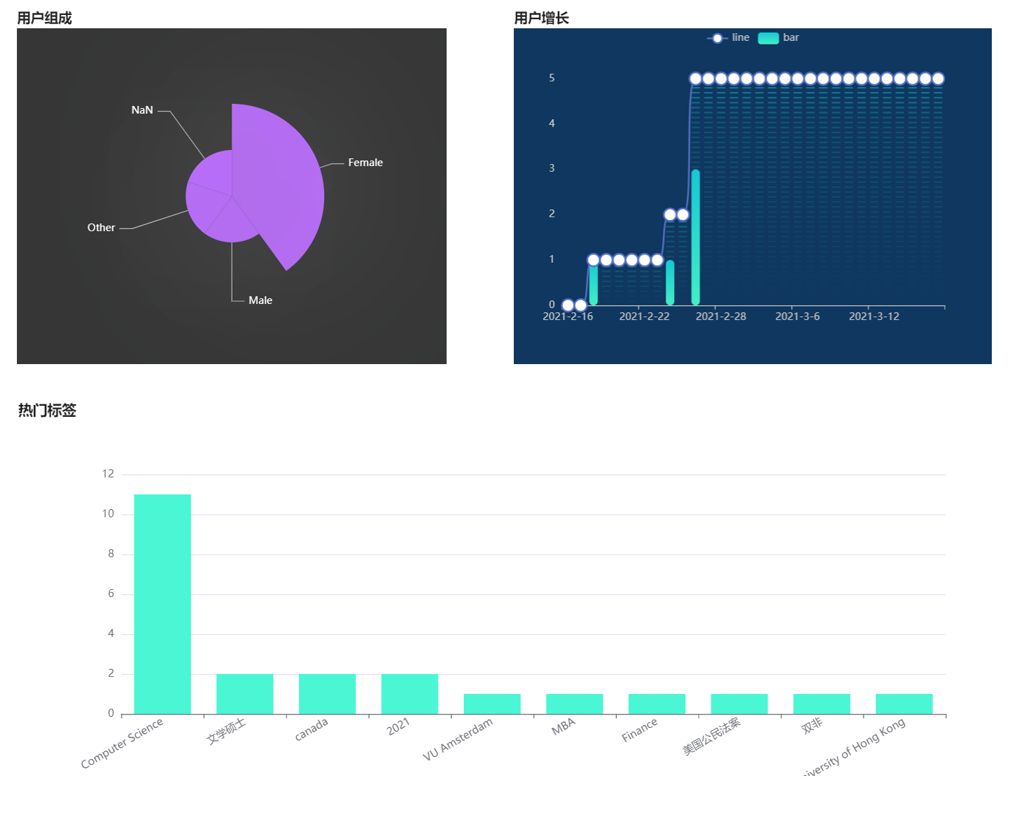 用户组成
用户增长
NaN
Female
Other
Male
line
bar
5
4
3
2
1
0
2021-2-16
2021-2-22
2021-2-28
2021-3-6
2021-3-12
热门标签
12
10
8
6
4
2
0
Computer Science
文学硕士
canada
2021
VU Amsterdam
MBA
Finance
美国公民法案
双非
of Hong Kong